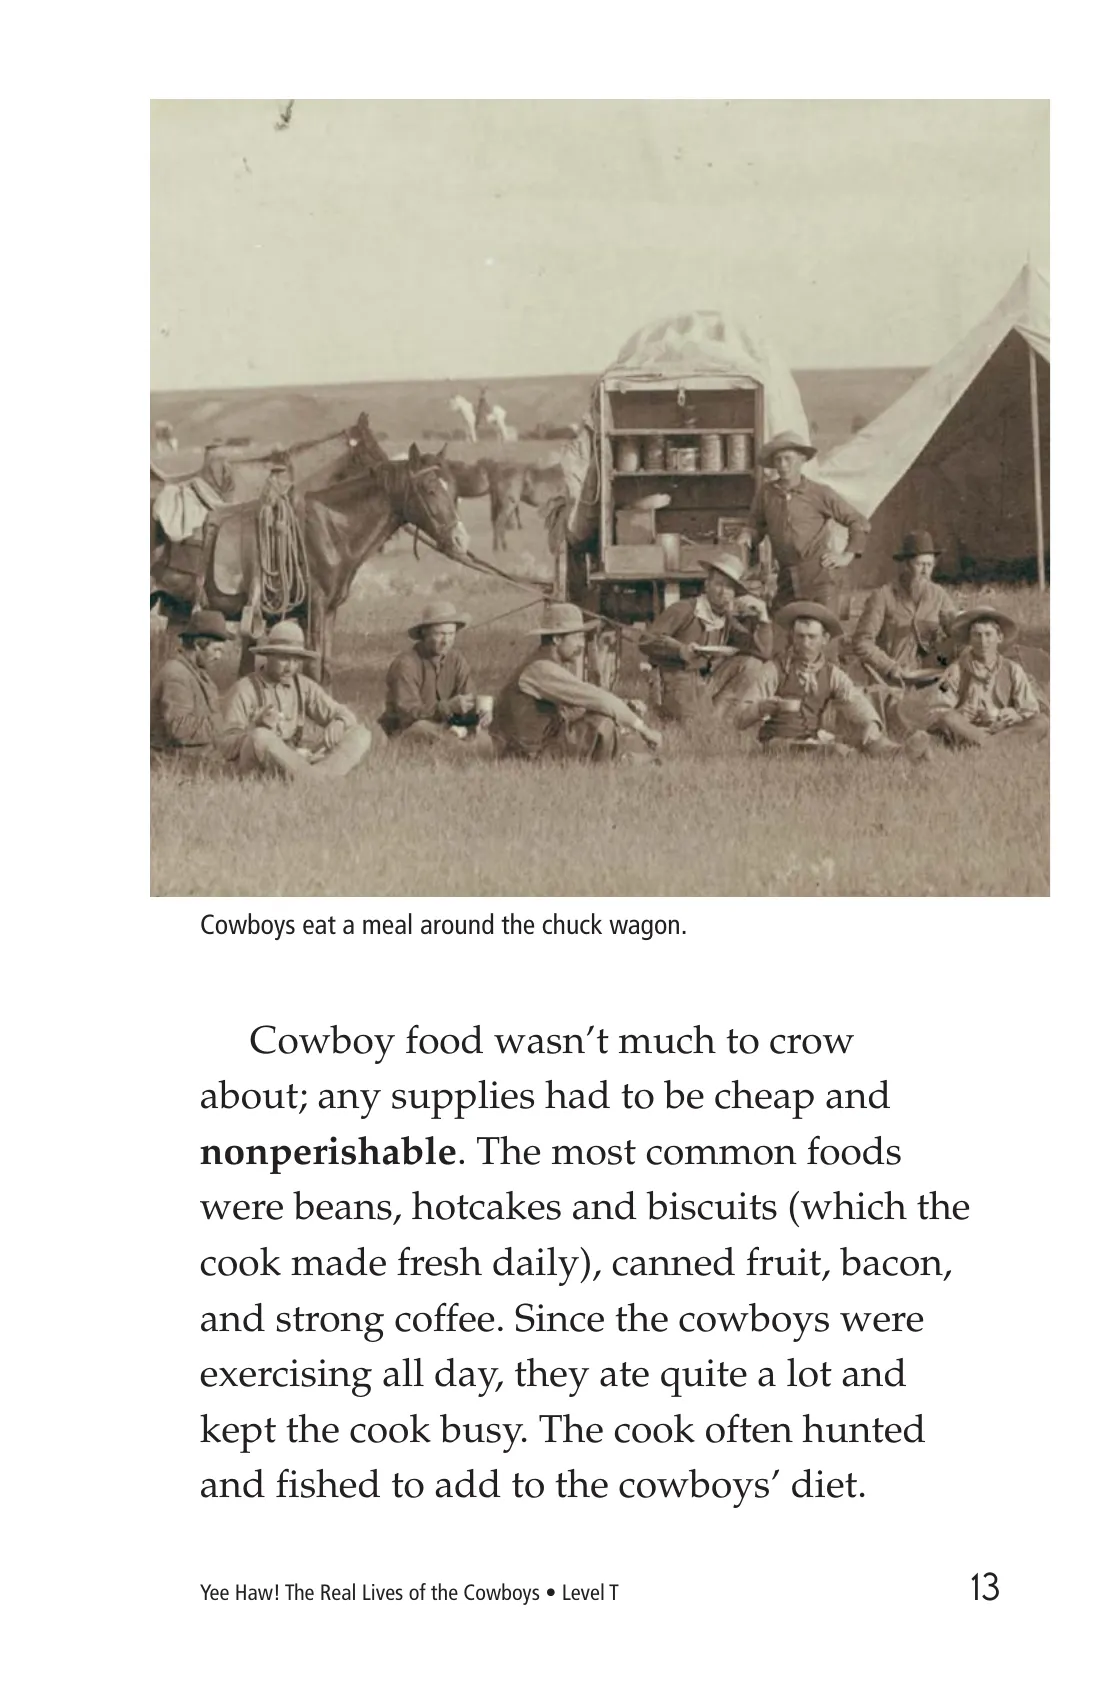 Cowboys eat a meal around the chuck wagon.
Cowboy food wasn’t much to crow
about; any supplies had to be cheap and
nonperishable. The most common foods
were beans, hotcakes and biscuits (which the
cook made fresh daily), canned fruit, bacon,
and strong coffee. Since the cowboys were
exercising all day, they ate quite a lot and
kept the cook busy. The cook often hunted
and fished to add to the cowboys’ diet.
Yee Haw! The Real Lives of the Cowboys • Level T 13